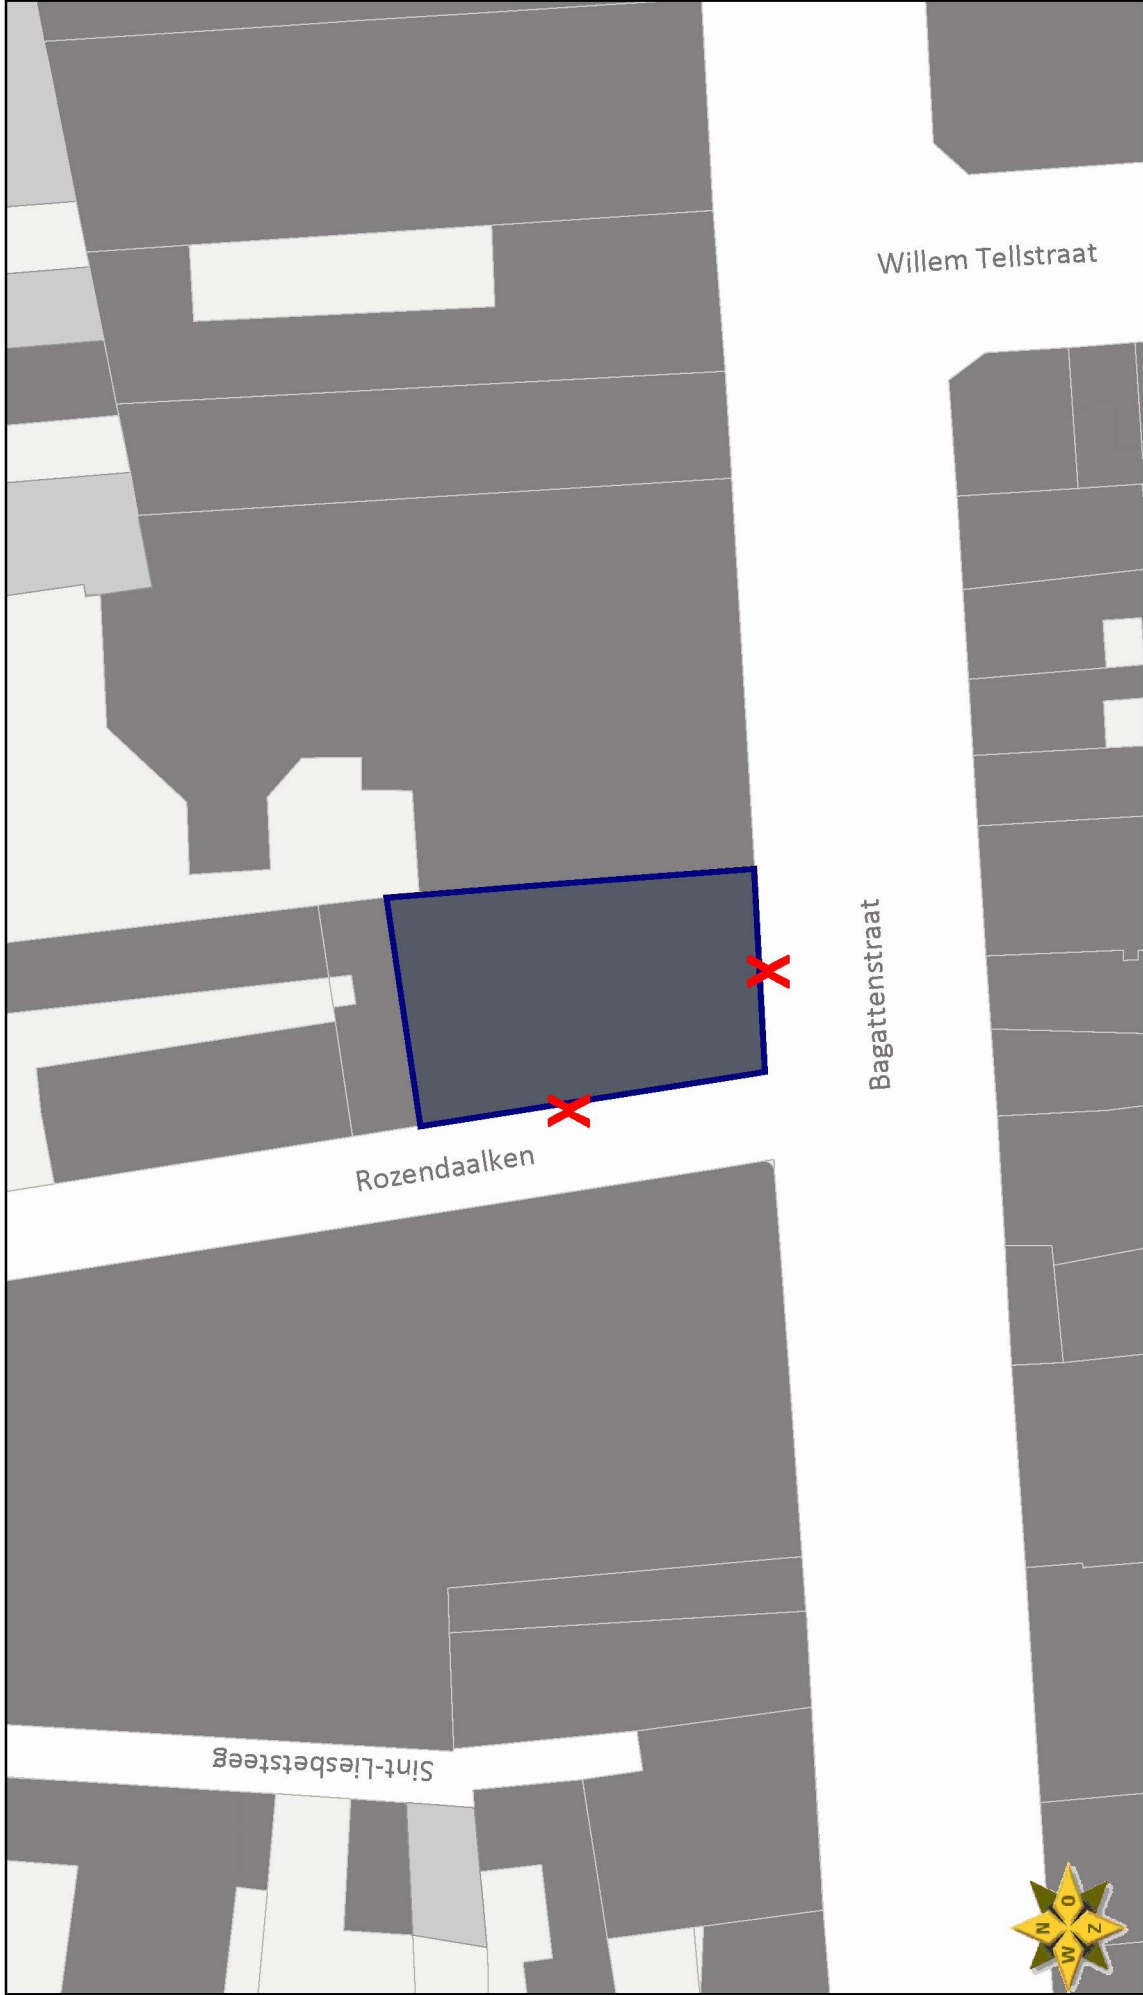 Willem Tellstraat
Bagattenstraat
Rozendaalken
Sint-Liesbetsteeg
O
N
Z
W